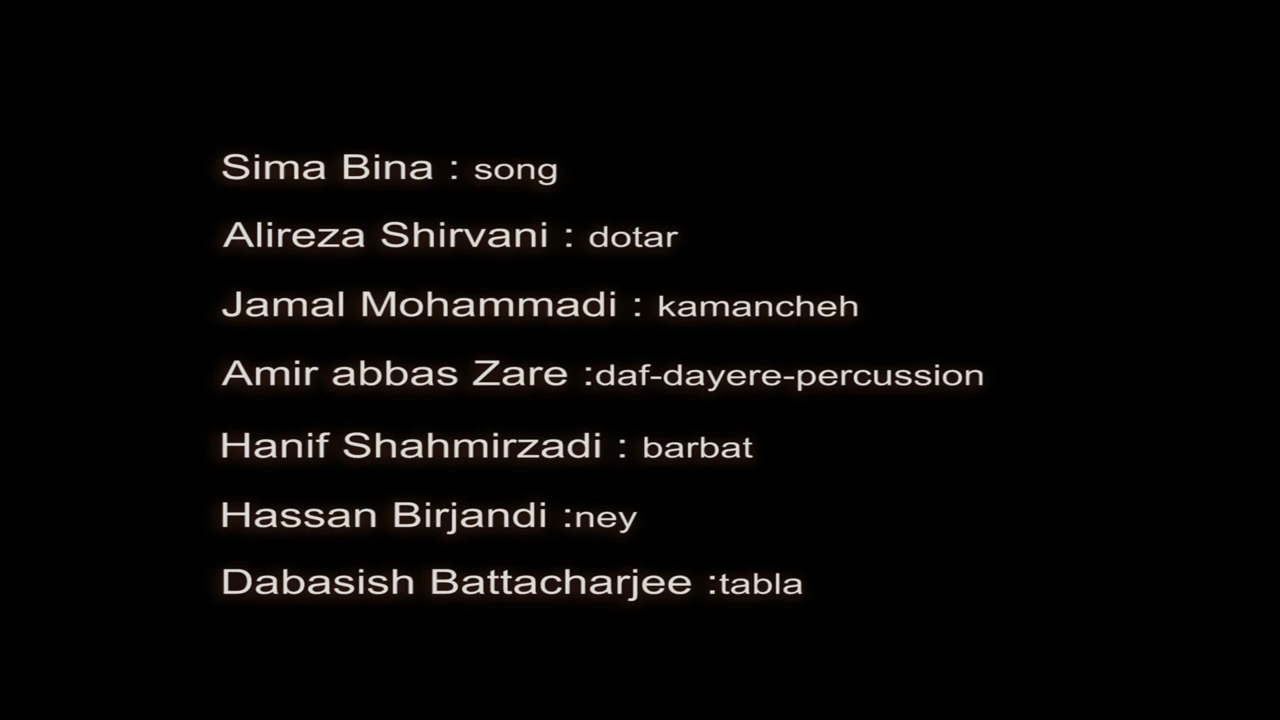 Sima Bina : song
Alireza Shirvani : dotar
Jamal Mohammadi : kamancheh
Amir abbas Zare :daf-dayere-percussion
Hanif Shahmirzadi : barbat
Hassan Birjandi :ney
Dabasish Battacharjee :tabla